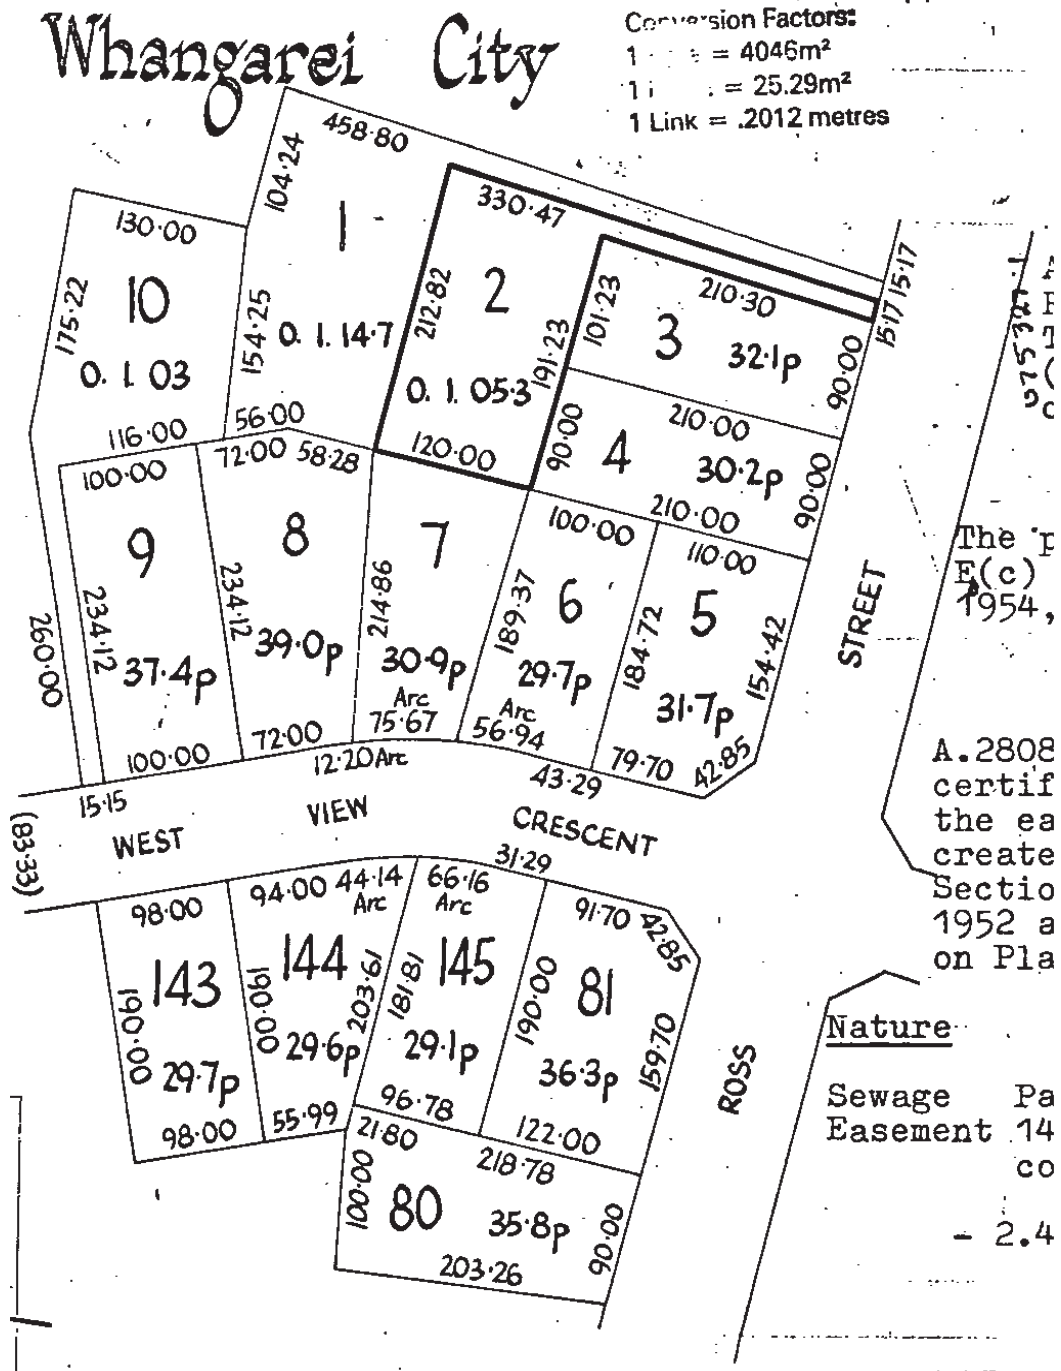 Whangarei City
Conversion Factors:
1 = 4046m²
1 = 25.29m²
1 Link = .2012 metres
458.80
104.24
1
330.47
130.00
10
175.22
0. 1. 03
154.25
0. 1. 14.7
212.82
2
0. 1. 05.3
191.23
101.23
210.30
3
32.1p
90.00
15.17
15.17
116.00
56.00
120.00
90.00
4
210.00
30.2p
90.00
210.00
100.00
72.00
58.28
100.00
110.00
9
8
7
6
5
STREET
260.00
234.12
37.4p
234.12
39.0p
214.86
30.9p
189.37
29.7p
184.72
31.7p
154.42
100.00
72.00
Arc
75.67
Arc
56.94
12.20 Arc
43.29
79.70
42.85
15.15
(83.33)
WEST VIEW CRESCENT
31.29
98.00
94.00
44.14
Arc
66.16
Arc
91.70
42.85
143
144
145
81
190.00
29.7p
190.00
29.6p
203.61
181.81
29.1p
190.00
36.3p
159.70
ROSS
98.00
55.99
96.78
122.00
21.80
218.78
100.00
80
35.8p
90.00
203.26
The p
E(c)
1954,
A.2808
certif
the ea
create
Sectio
1952 a
on Pla
Nature
Sewage Pa
Easement 14
co
- 2.4